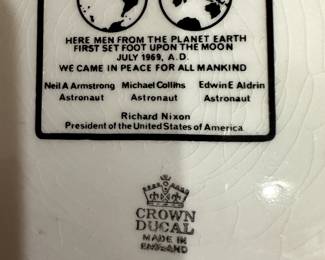 HERE MEN FROM THE PLANET EARTH
FIRST SET FOOT UPON THE MOON
JULY 1969, A.D.
WE CAME IN PEACE FOR ALL MANKIND
Neil A Armstrong Michael Collins Edwin E Aldrin
Astronaut Astronaut Astronaut
Richard Nixon
President of the United States of America
CROWN
DUCAL
MADE IN
ENGLAND